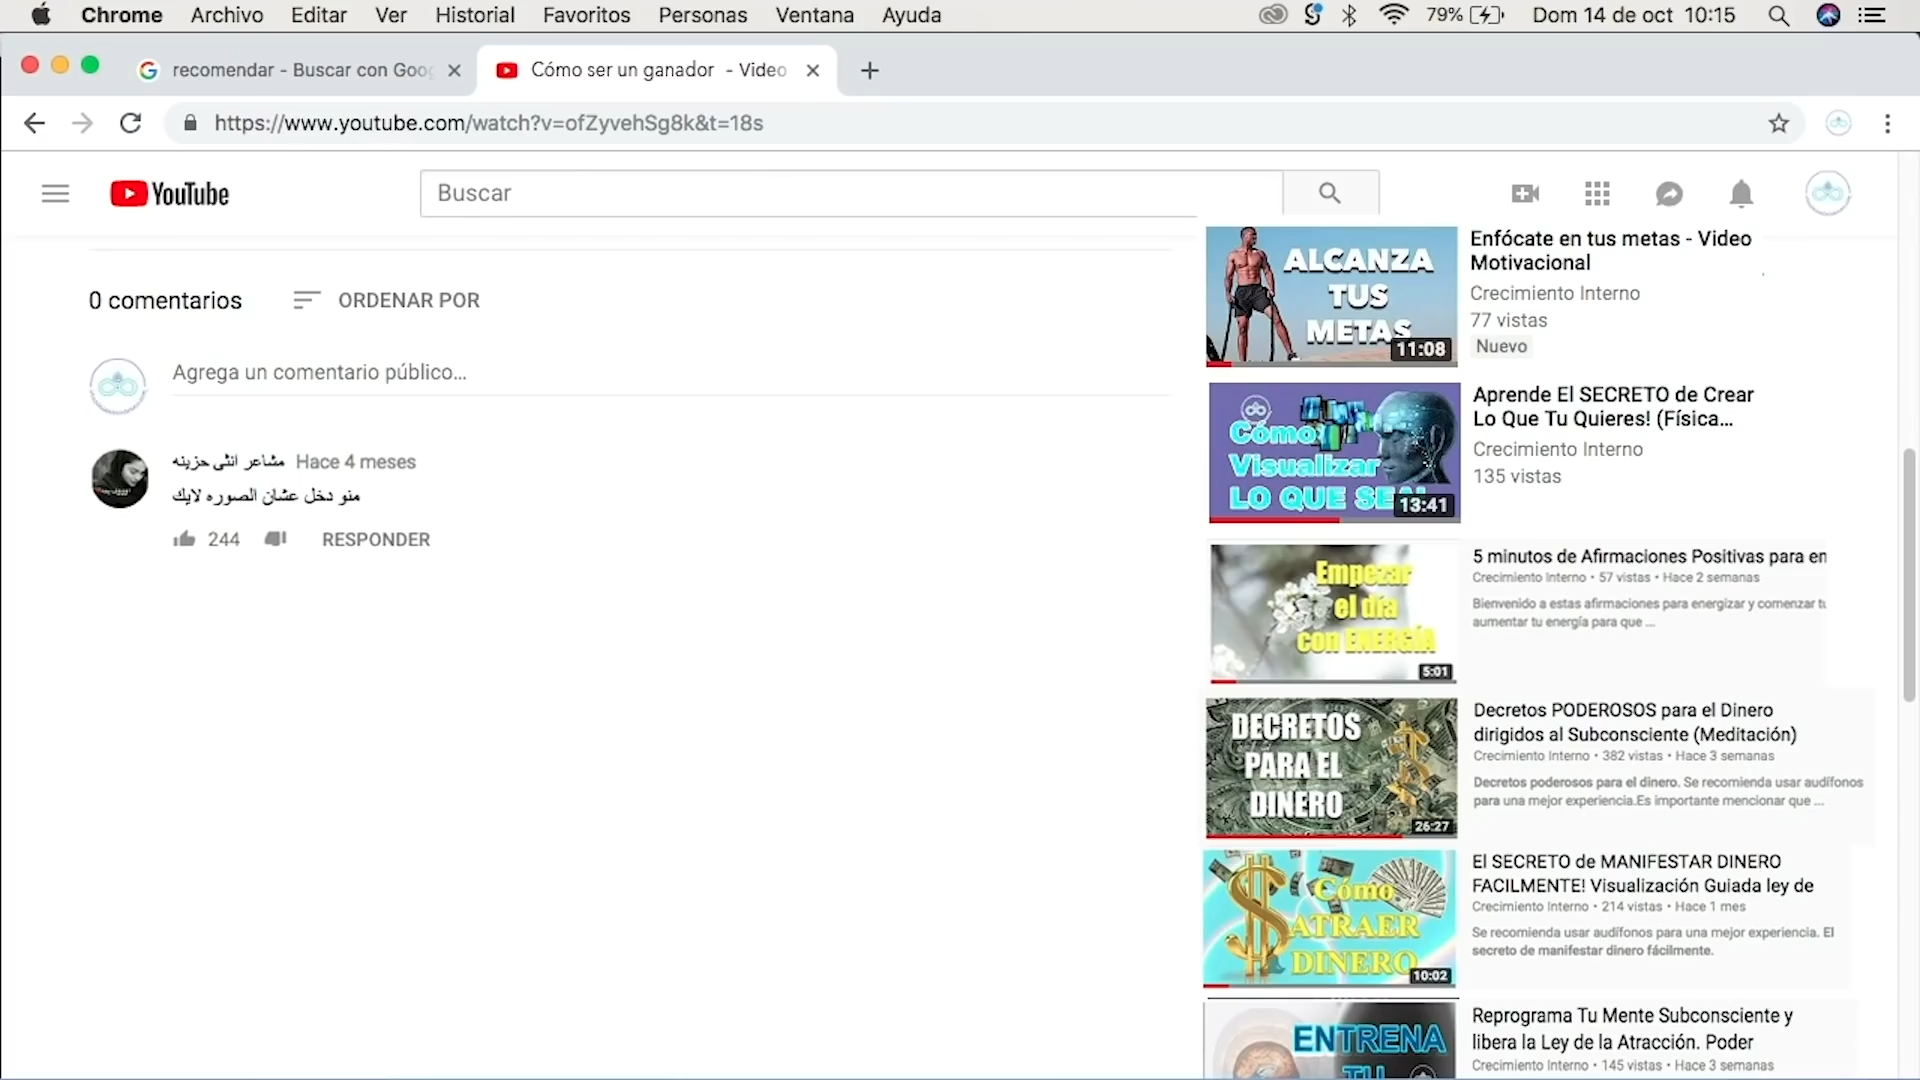 Chrome Archivo Editar Ver Historial Favoritos Personas Ventana Ayuda 79% Dom 14 de oct 10:15
recomendar - Buscar con Goog
Cómo ser un ganador - Video
https://www.youtube.com/watch?v=ofZyvehSg8k&t=18s
YouTube
Buscar
0 comentarios
ORDENAR POR
Agrega un comentario público...
مشاعر انثى حزينه Hace 4 meses
منو دخل عشان الصوره لايك
244 RESPONDER
ALCANZA
TUS
METAS
11:08
Enfócate en tus metas - Video
Motivacional
Crecimiento Interno
77 vistas
Nuevo
Cómo
Visualizar
LO QUE SEA!
13:41
Aprende El SECRETO de Crear
Lo Que Tu Quieres! (Física...
Crecimiento Interno
135 vistas
Empezar
el día
con ENERGÍA
5:01
5 minutos de Afirmaciones Positivas para en
Crecimiento Interno • 57 vistas • Hace 2 semanas
Bienvenido a estas afirmaciones para energizar y comenzar tu
aumentar tu energía para que ...
DECRETOS
PARA EL
DINERO
26:27
Decretos PODEROSOS para el Dinero
dirigidos al Subconsciente (Meditación)
Crecimiento Interno • 382 vistas • Hace 3 semanas
Decretos poderosos para el dinero. Se recomienda usar audífonos
para una mejor experiencia.Es importante mencionar que ...
Cómo
ATRAER
DINERO
10:02
El SECRETO de MANIFESTAR DINERO
FACILMENTE! Visualización Guiada ley de
Crecimiento Interno • 214 vistas • Hace 1 mes
Se recomienda usar audífonos para una mejor experiencia. El
secreto de manifestar dinero fácilmente.
ENTRENA
TU
Reprograma Tu Mente Subconsciente y
libera la Ley de la Atracción. Poder
Crecimiento Interno • 145 vistas • Hace 3 semanas